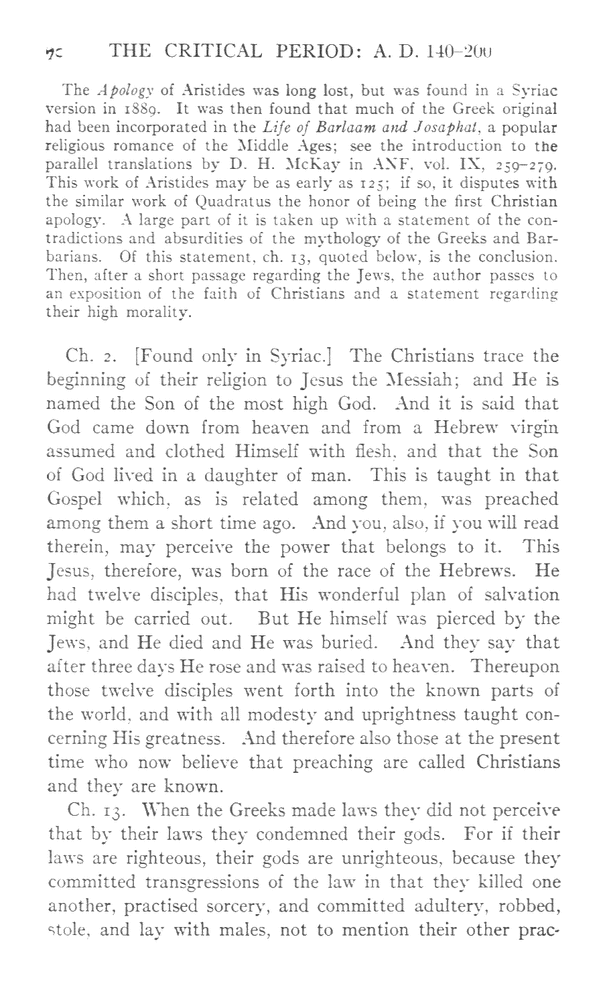 THE CRITICAL PERIOD: A. D. 140–200
The Apology of Aristides was long lost, but was found in a Syriac
version in 1889. It was then found that much of the Greek original
had been incorporated in the Life of Barlaam and Josaphat, a popular
religious romance of the Middle Ages; see the introduction to the
parallel translations by D. H. McKay in ANF, vol. IX, 259–279.
This work of Aristides may be as early as 125; if so, it disputes with
the similar work of Quadratus the honor of being the first Christian
apology. A large part of it is taken up with a statement of the con-
tradictions and absurdities of the mythology of the Greeks and Bar-
barians. Of this statement, ch. 13, quoted below, is the conclusion.
Then, after a short passage regarding the Jews, the author passes to
an exposition of the faith of Christians and a statement regarding
their high morality.
Ch. 2. [Found only in Syriac.] The Christians trace the
beginning of their religion to Jesus the Messiah; and He is
named the Son of the most high God. And it is said that
God came down from heaven and from a Hebrew virgin
assumed and clothed Himself with flesh, and that the Son
of God lived in a daughter of man. This is taught in that
Gospel which, as is related among them, was preached
among them a short time ago. And you, also, if you will read
therein, may perceive the power that belongs to it. This
Jesus, therefore, was born of the race of the Hebrews. He
had twelve disciples, that His wonderful plan of salvation
might be carried out. But He himself was pierced by the
Jews, and He died and He was buried. And they say that
after three days He rose and was raised to heaven. Thereupon
those twelve disciples went forth into the known parts of
the world, and with all modesty and uprightness taught con-
cerning His greatness. And therefore also those at the present
time who now believe that preaching are called Christians
and they are known.
Ch. 13. When the Greeks made laws they did not perceive
that by their laws they condemned their gods. For if their
laws are righteous, their gods are unrighteous, because they
committed transgressions of the law in that they killed one
another, practised sorcery, and committed adultery, robbed,
stole, and lay with males, not to mention their other prac-